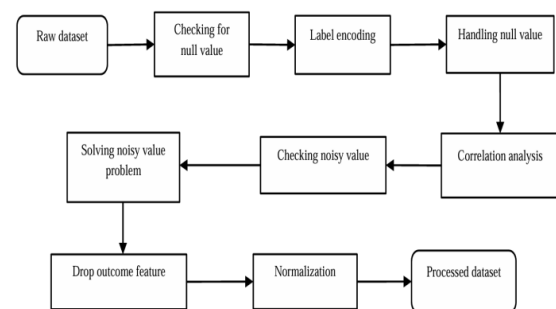 Raw dataset
Checking for
null value
Label encoding
Handling null value
Correlation analysis
Checking noisy value
Solving noisy value
problem
Drop outcome feature
Normalization
Processed dataset